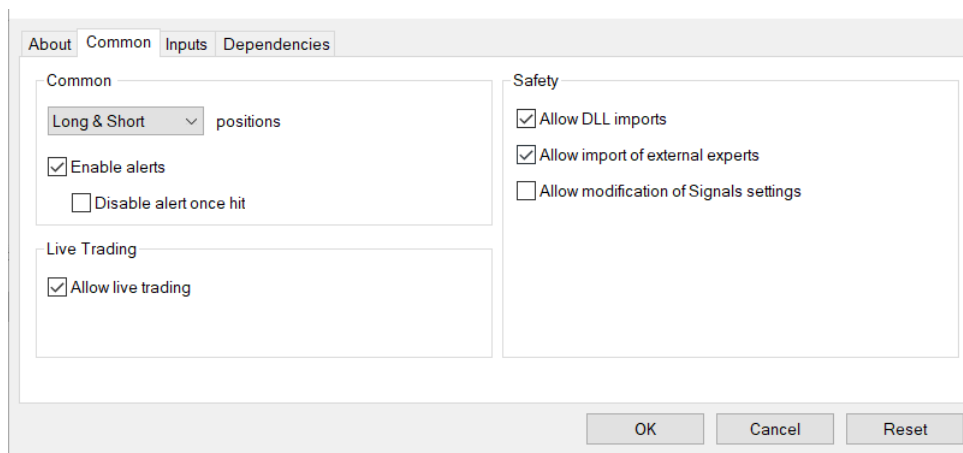 About Common Inputs Dependencies
Common
Long & Short positions
Enable alerts
Disable alert once hit
Live Trading
Allow live trading
Safety
Allow DLL imports
Allow import of external experts
Allow modification of Signals settings
OK Cancel Reset